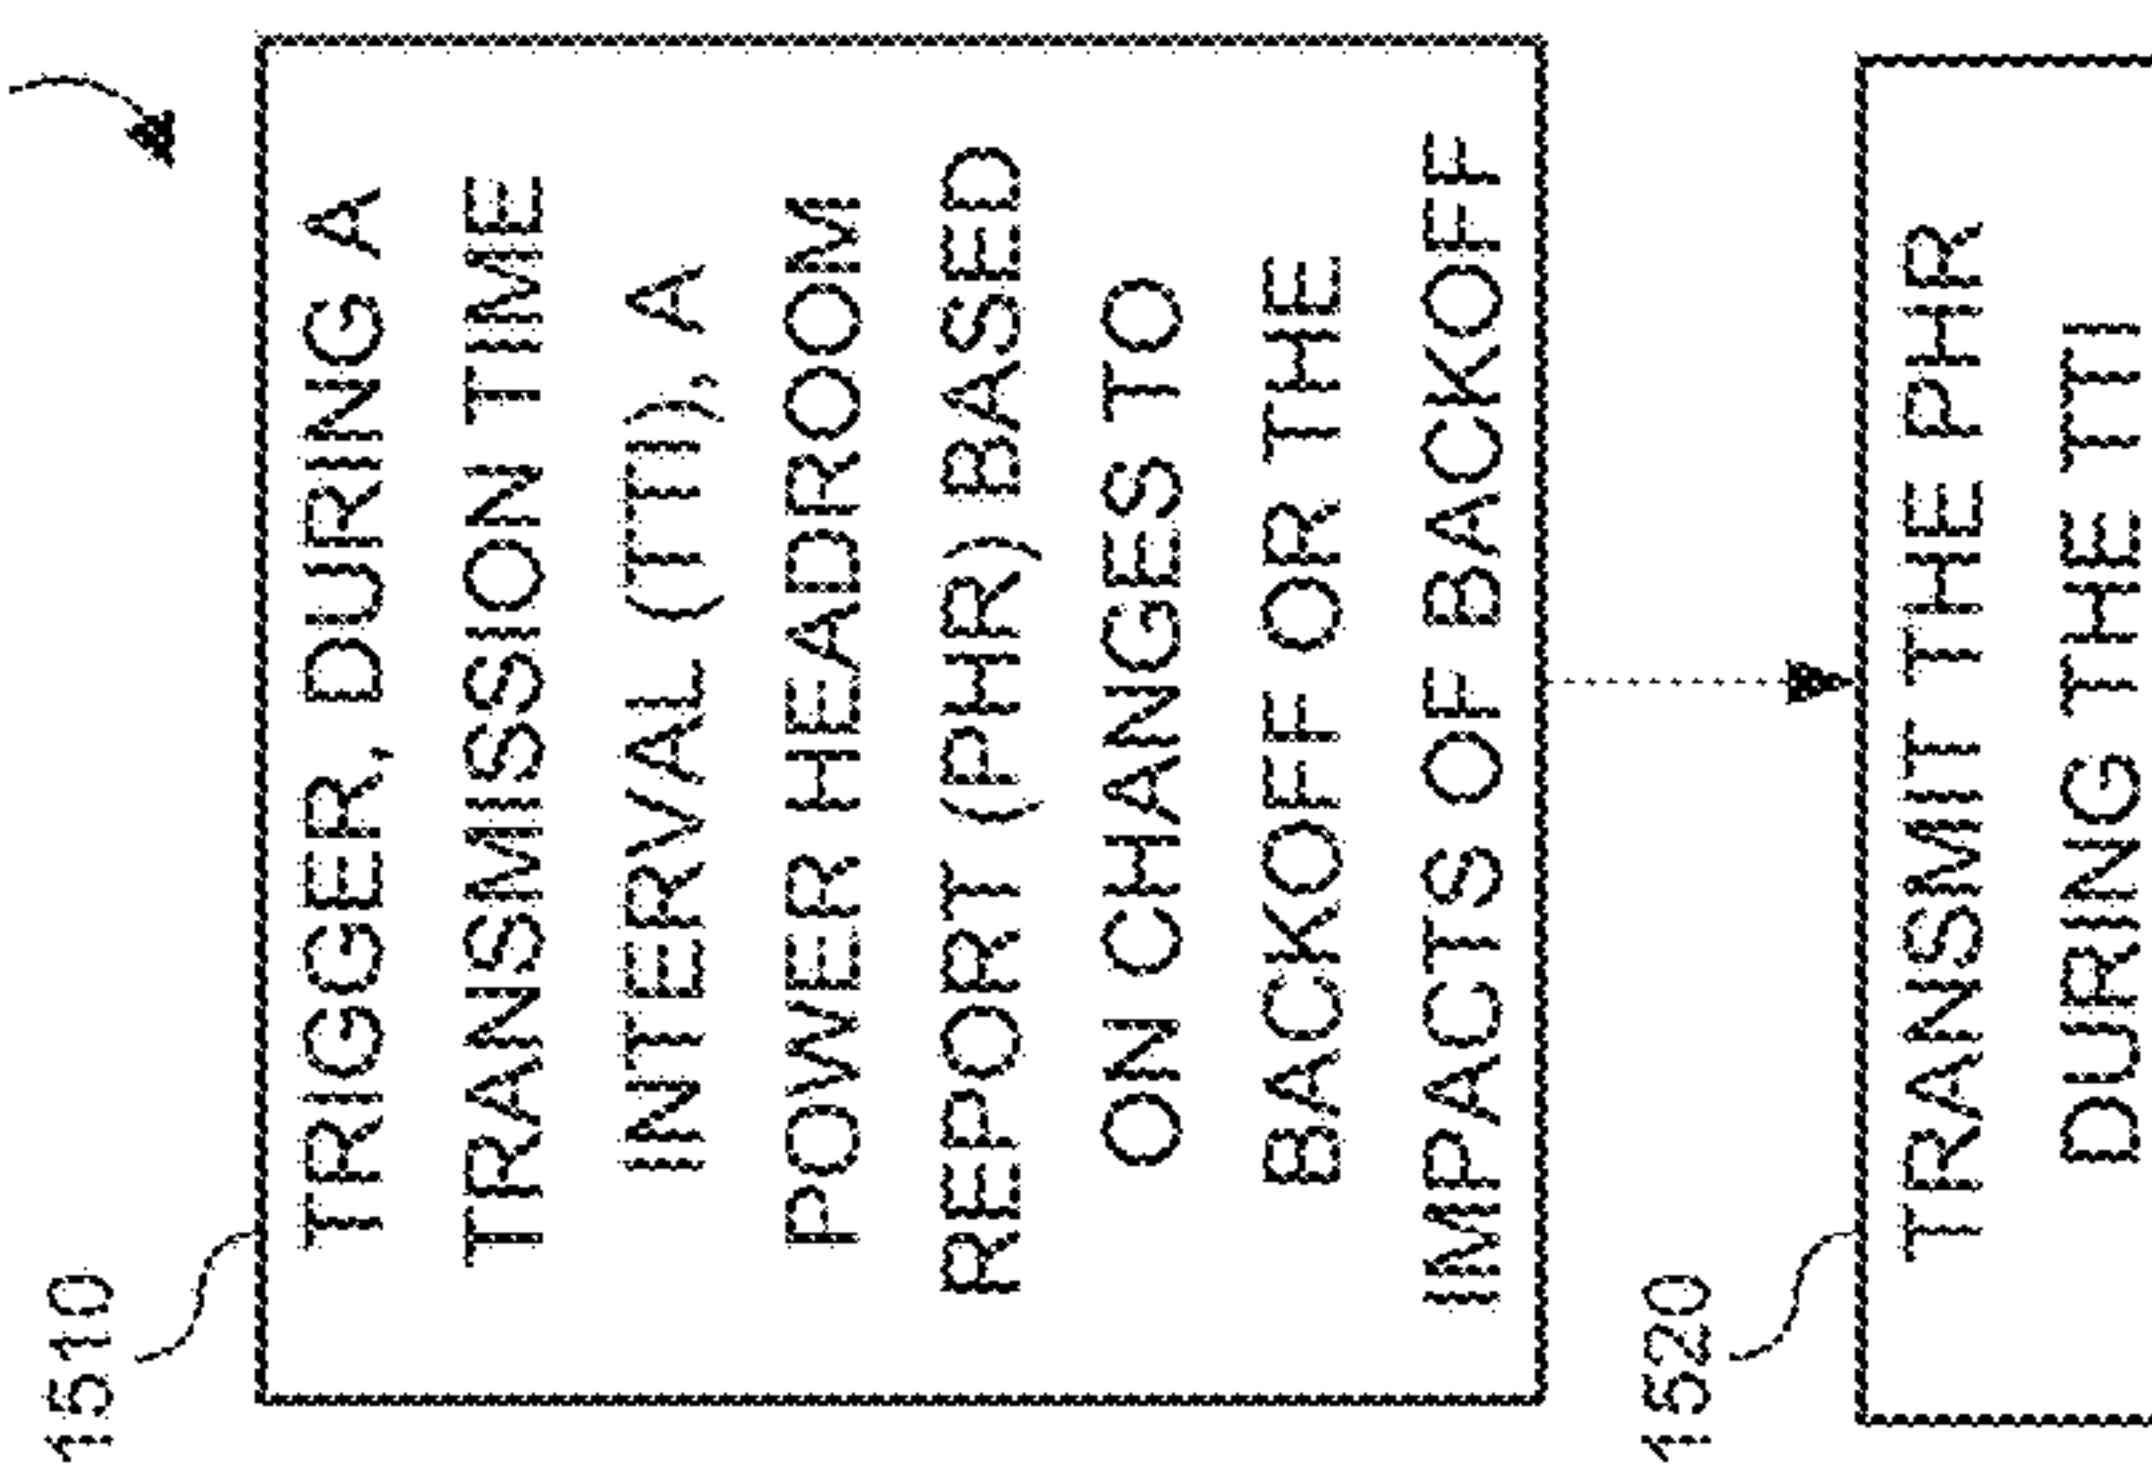 1510
TRIGGER, DURING A
TRANSMISSION TIME
INTERVAL (TTI), A
POWER HEADROOM
REPORT (PHR) BASED
ON CHANGES TO
BACKOFF OR THE
IMPACTS OF BACKOFF
1520
TRANSMIT THE PHR
DURING THE TTI